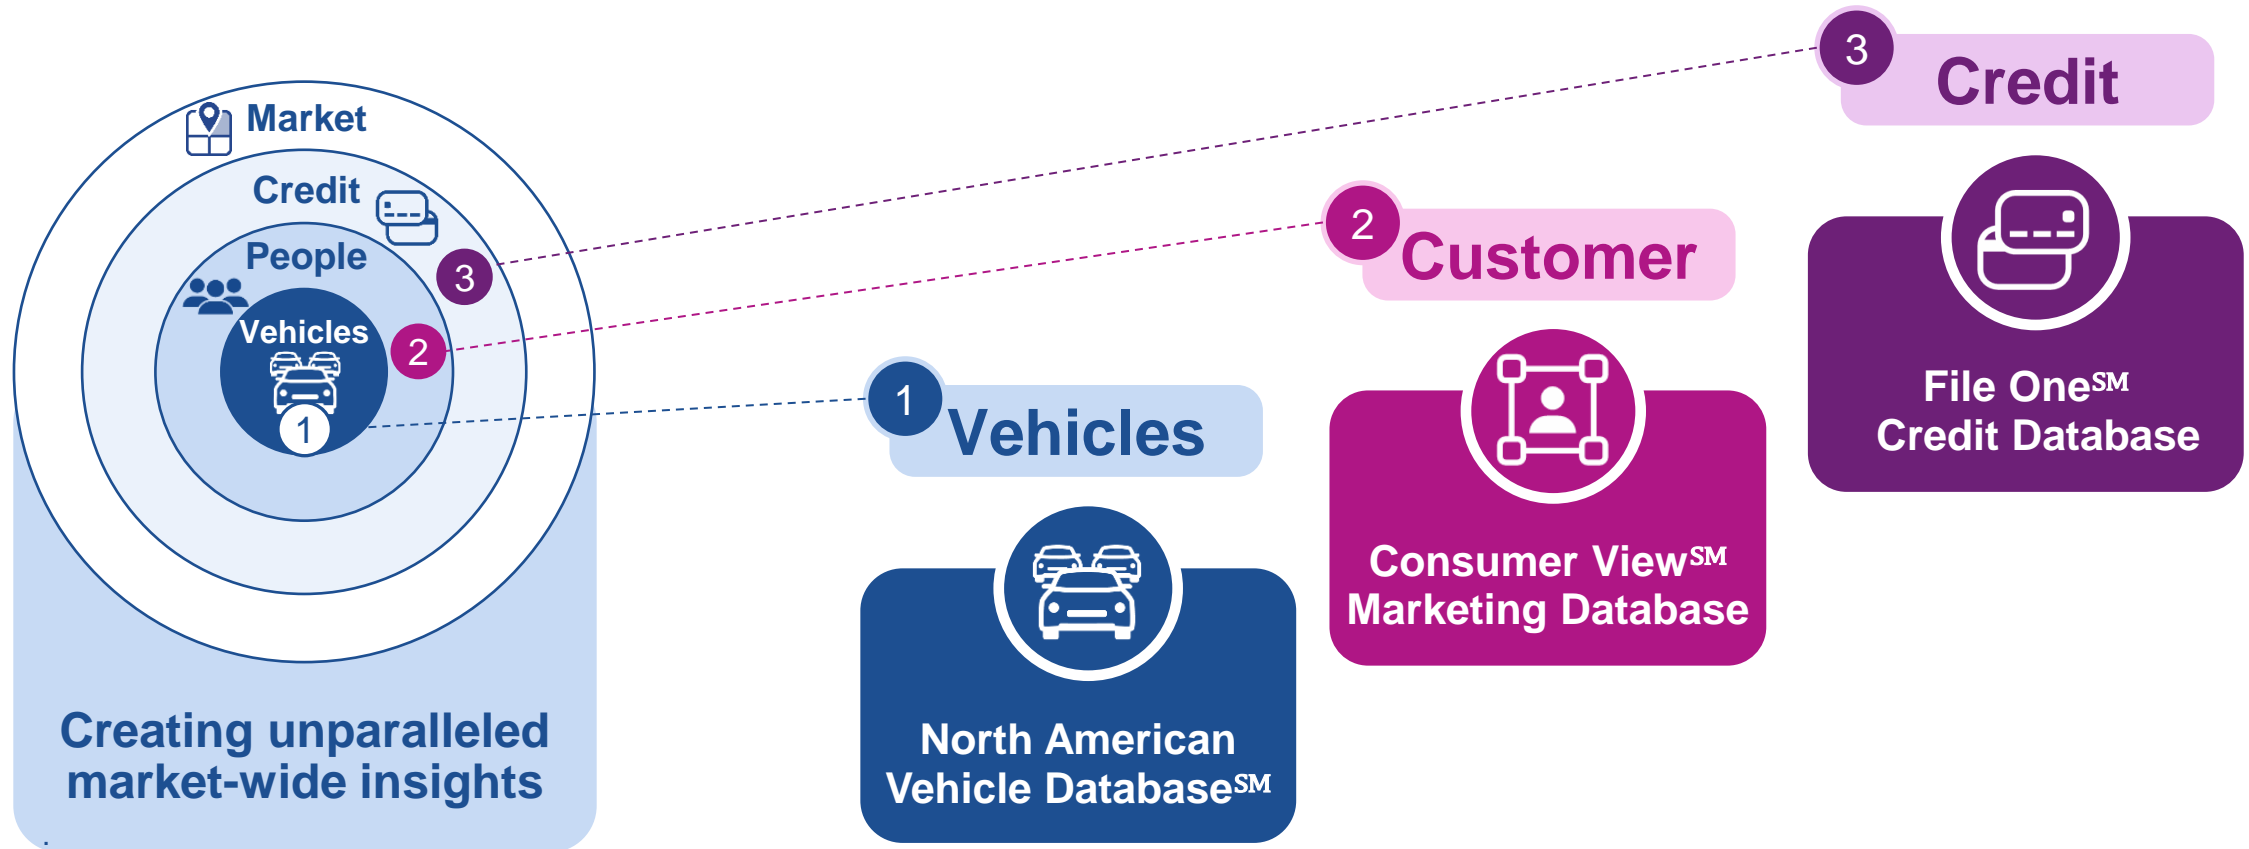 Market
Credit
People
3
Vehicles
2
1
Creating unparalleled
market-wide insights
.
1
Vehicles
North American
Vehicle Database℠
2
Customer
Consumer View℠
Marketing Database
3
Credit
File One℠
Credit Database